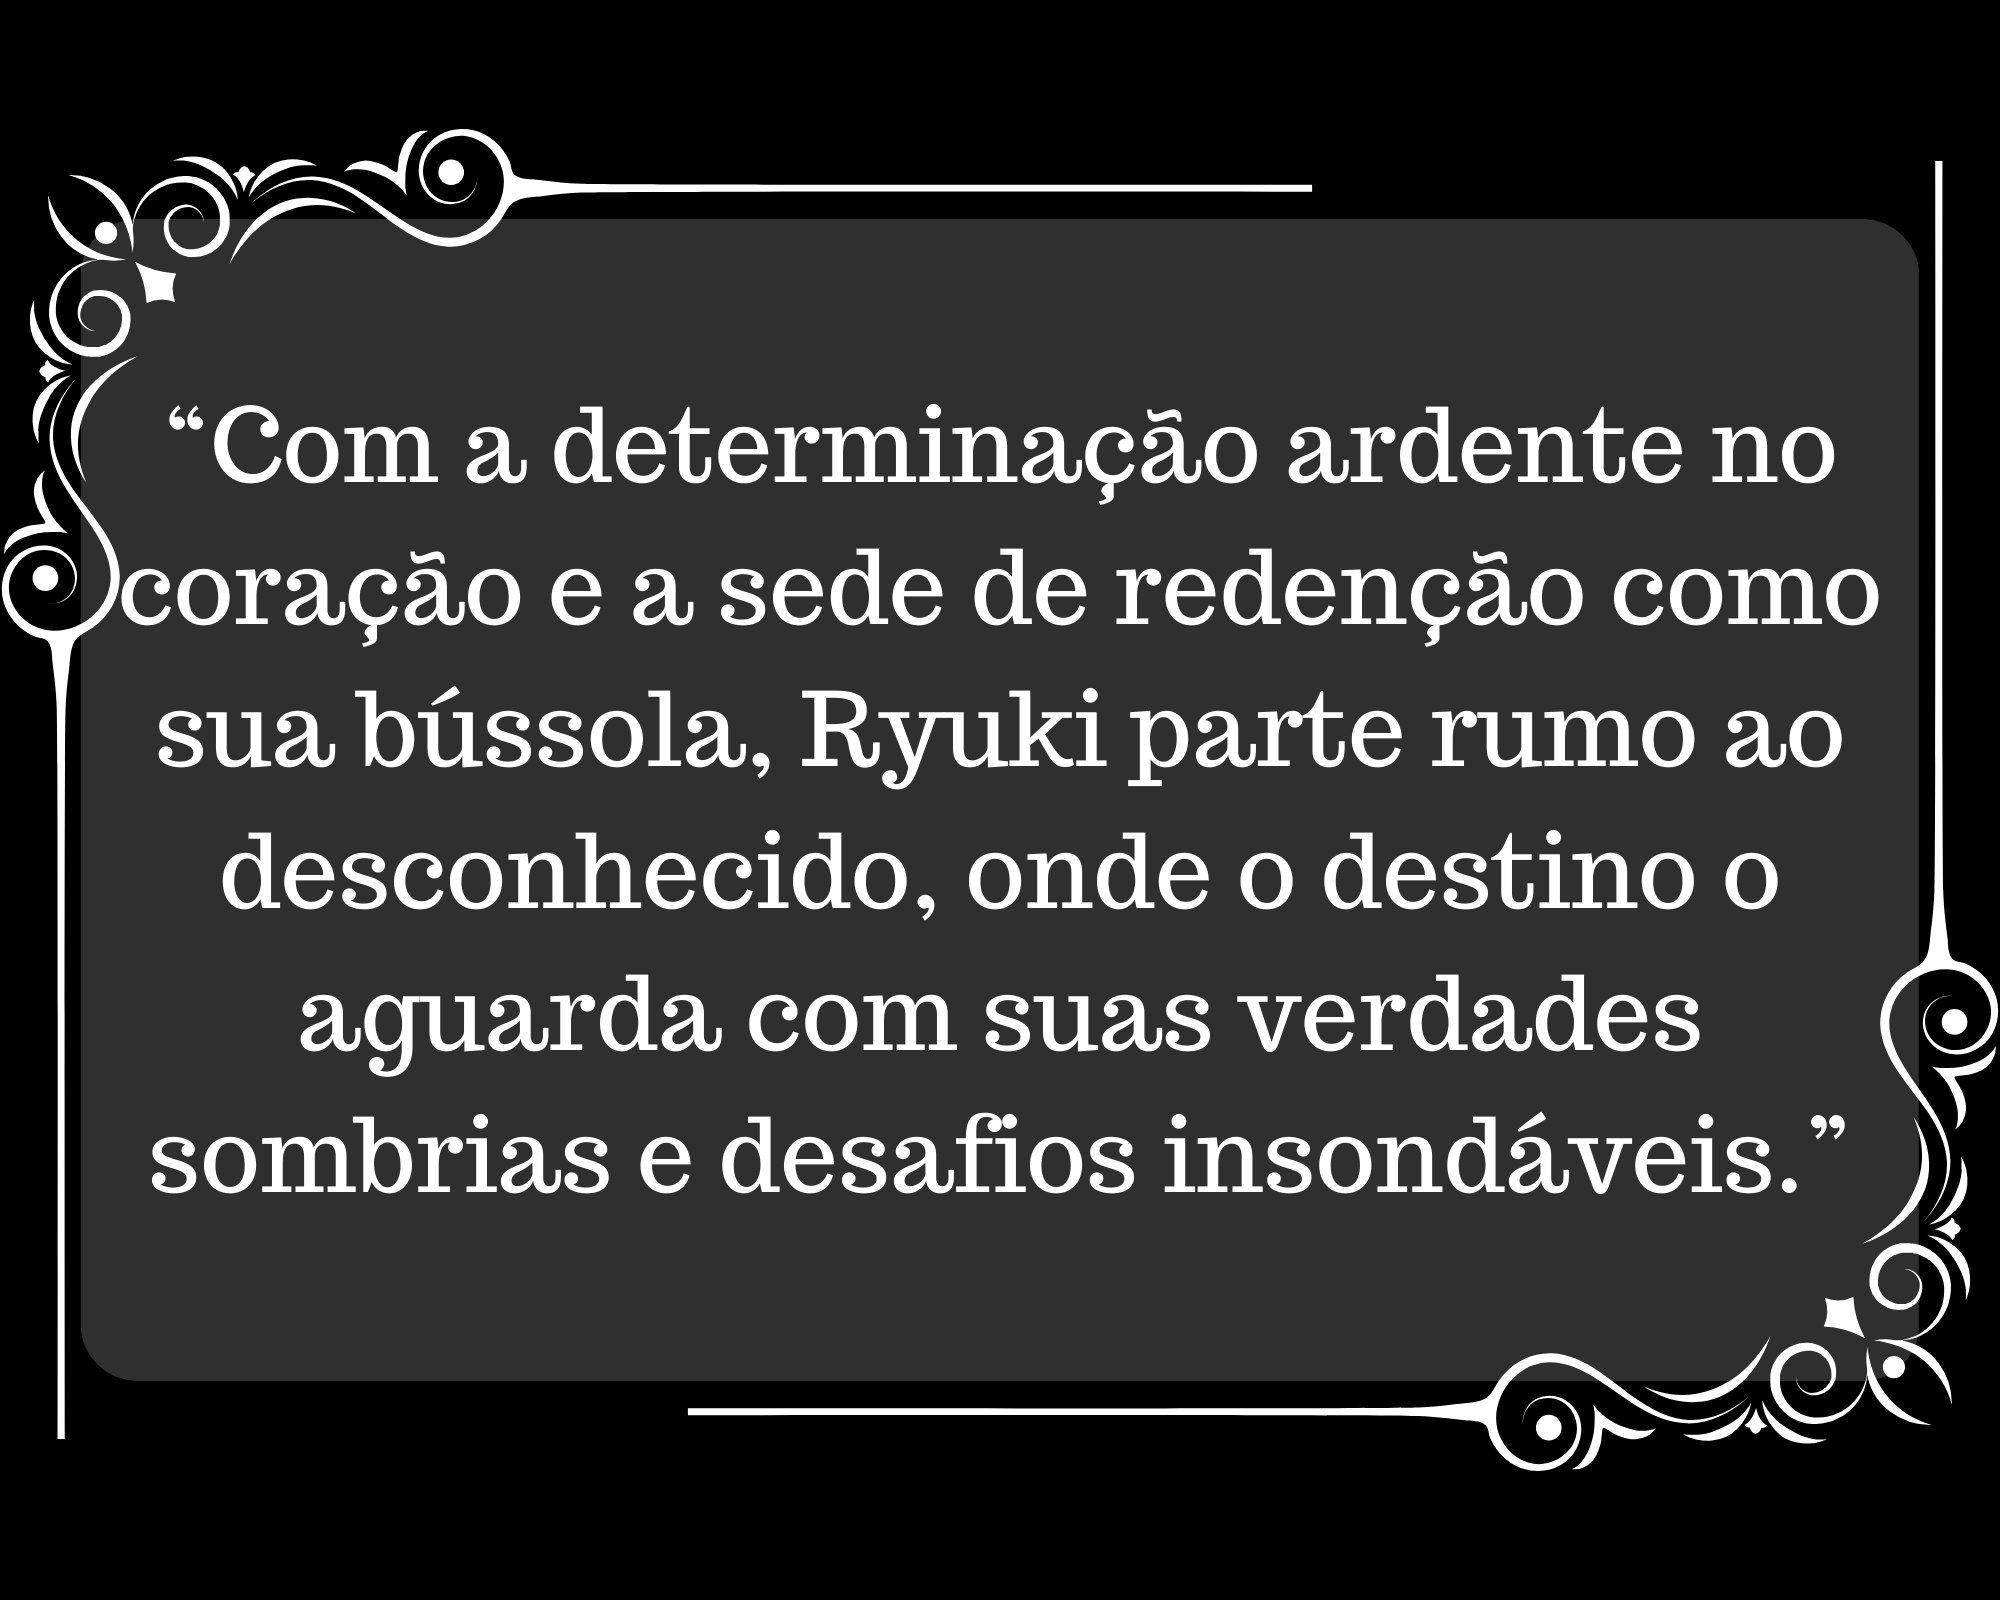 “Com a determinação ardente no
coração e a sede de redenção como
sua bússola, Ryuki parte rumo ao
desconhecido, onde o destino o
aguarda com suas verdades
sombrias e desafios insondáveis.”